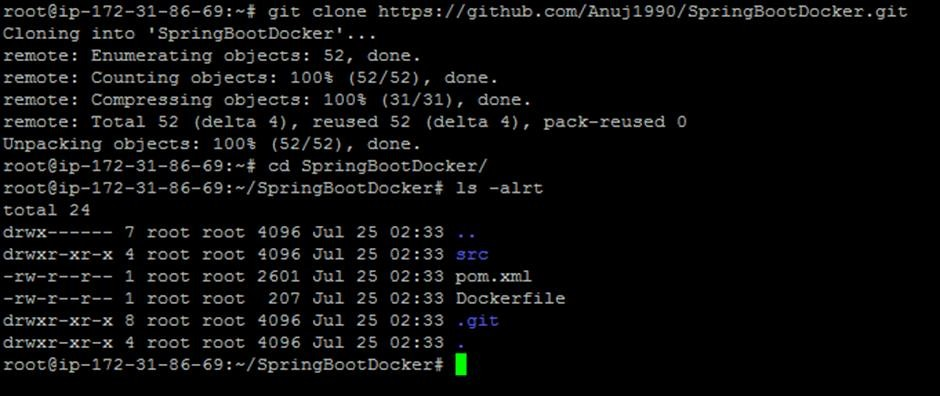 root@ip-172-31-86-69:~# git clone https://github.com/Anuj1990/SpringBootDocker.git
Cloning into 'SpringBootDocker'...
remote: Enumerating objects: 52, done.
remote: Counting objects: 100% (52/52), done.
remote: Compressing objects: 100% (31/31), done.
remote: Total 52 (delta 4), reused 52 (delta 4), pack-reused 0
Unpacking objects: 100% (52/52), done.
root@ip-172-31-86-69:~# cd SpringBootDocker/
root@ip-172-31-86-69:~/SpringBootDocker# ls -alrt
total 24
drwx------ 7 root root 4096 Jul 25 02:33 ..
drwxr-xr-x 4 root root 4096 Jul 25 02:33 src
-rw-r--r-- 1 root root 2601 Jul 25 02:33 pom.xml
-rw-r--r-- 1 root root  207 Jul 25 02:33 Dockerfile
drwxr-xr-x 8 root root 4096 Jul 25 02:33 .git
drwxr-xr-x 4 root root 4096 Jul 25 02:33 .
root@ip-172-31-86-69:~/SpringBootDocker#